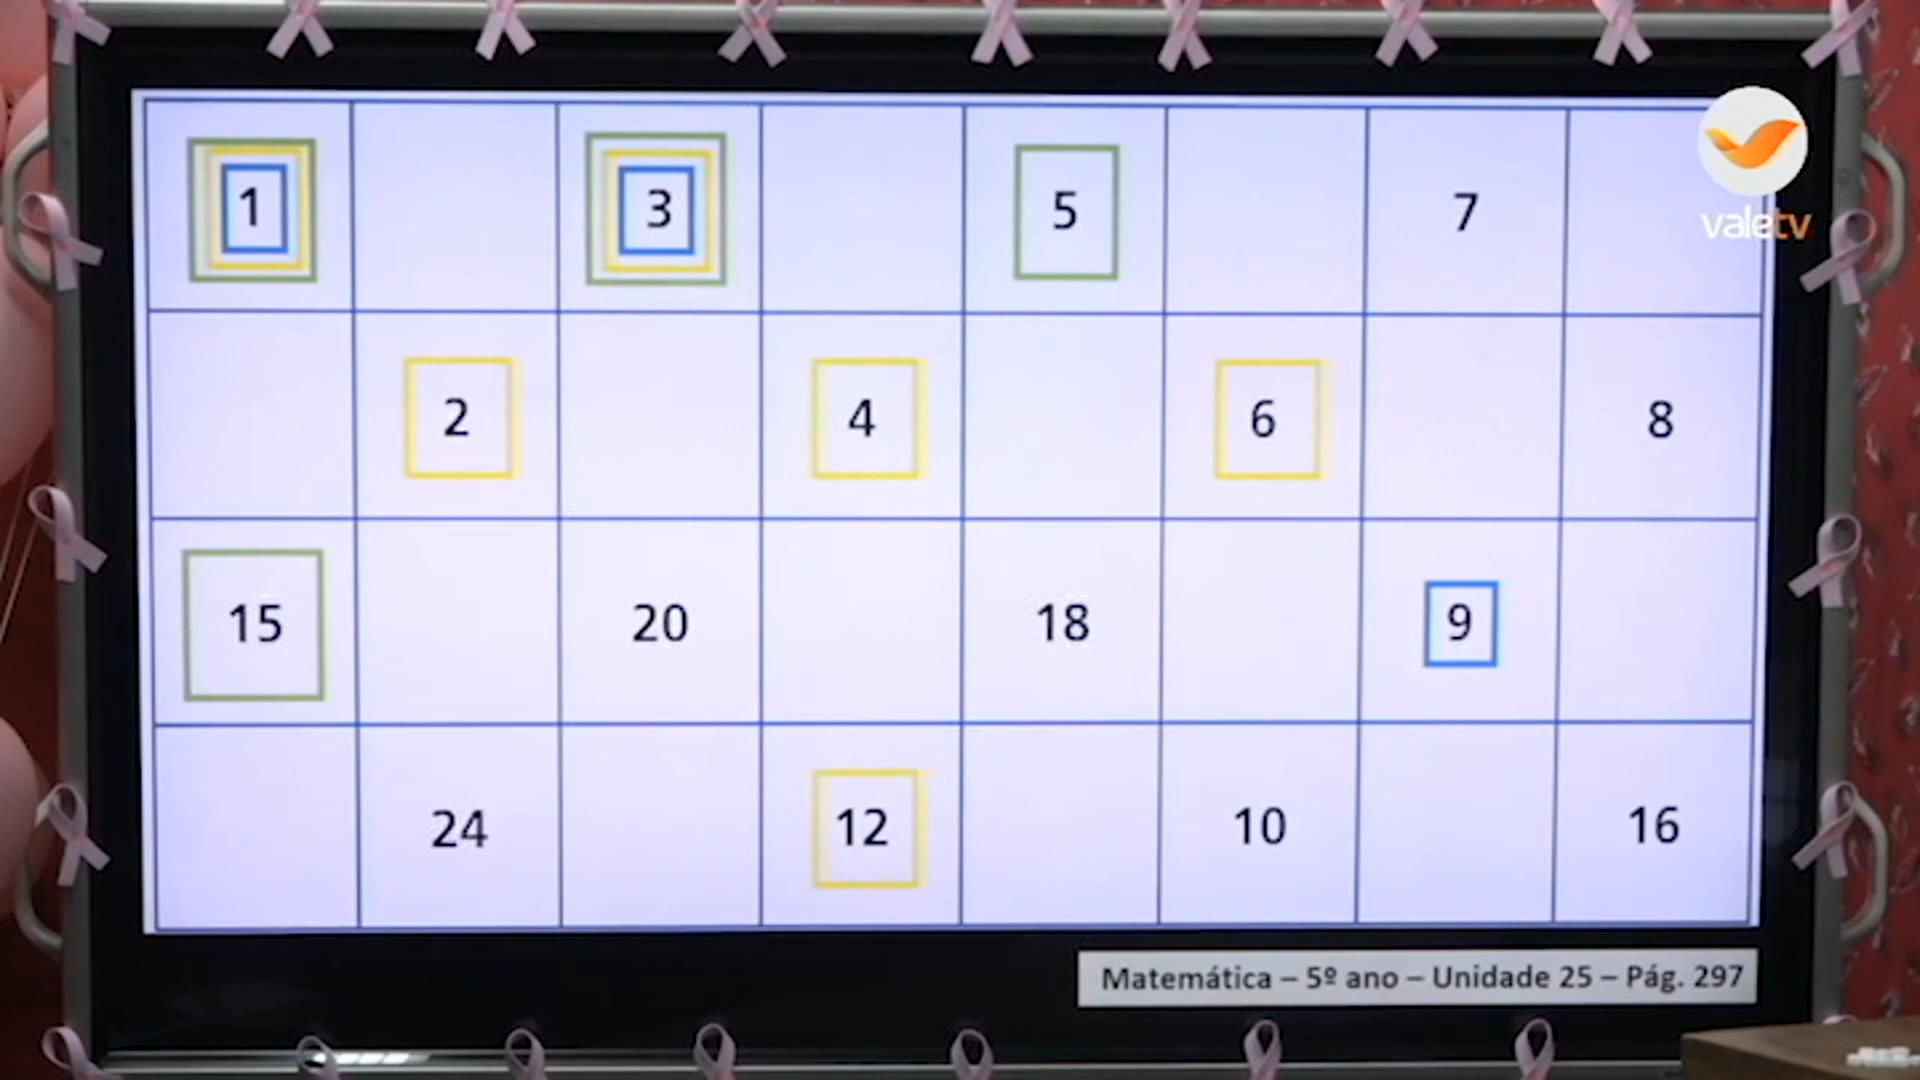 1 3 5 7
valetv
2 4 6 8
15 20 18 9
24 12 10 16
Matemática – 5º ano – Unidade 25 – Pág. 297